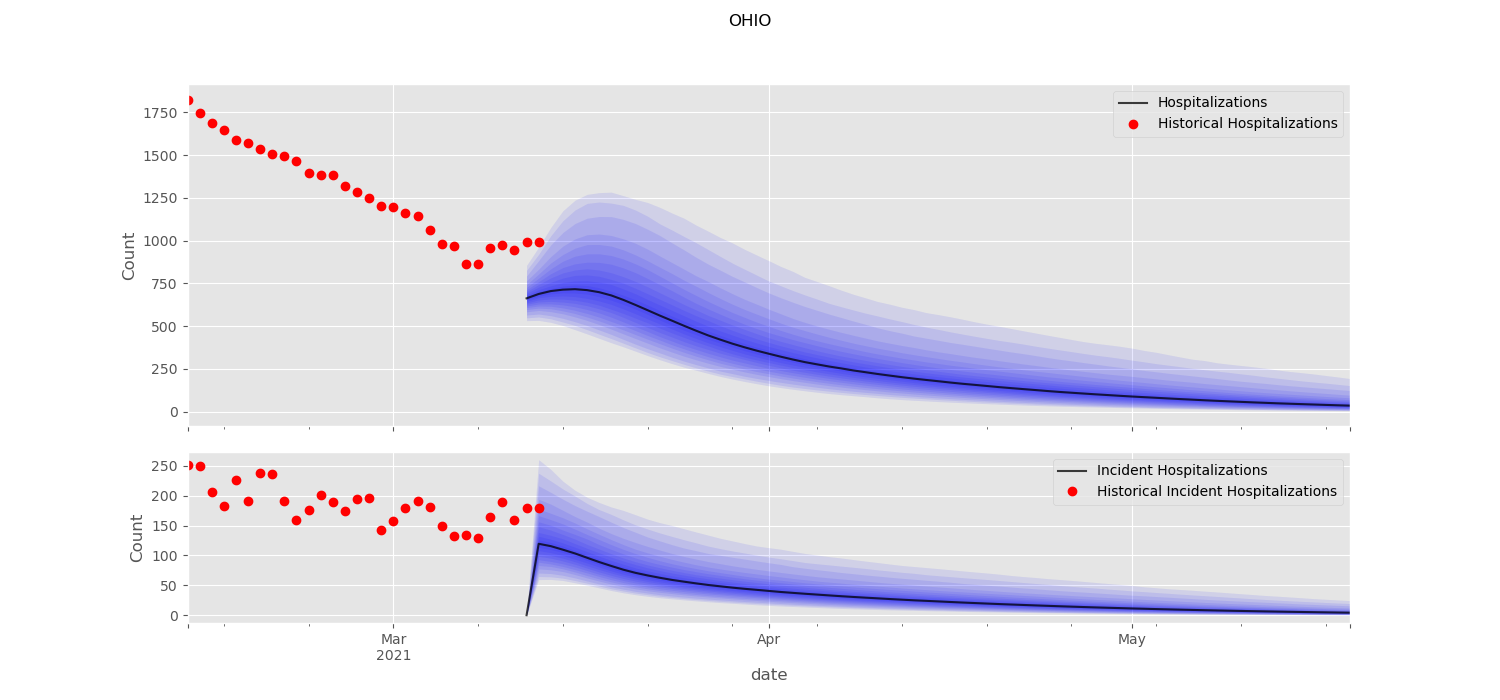 OHIO
Count
1750
1500
1250
1000
750
500
250
0
Hospitalizations
Historical Hospitalizations
Count
250
200
150
100
50
0
Incident Hospitalizations
Historical Incident Hospitalizations
Mar
2021
Apr
May
date